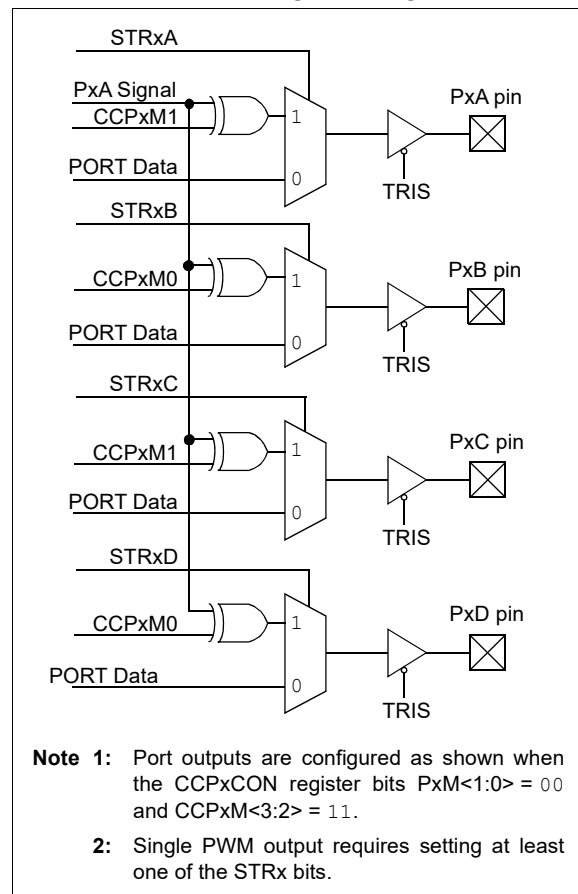 STRxA
PxA Signal
CCPxM1
1
PORT Data
0
PxA pin
TRIS
STRxB
CCPxM0
1
PORT Data
0
PxB pin
TRIS
STRxC
CCPxM1
1
PORT Data
0
PxC pin
TRIS
STRxD
CCPxM0
1
PORT Data
0
PxD pin
TRIS
Note 1: Port outputs are configured as shown when
the CCPxCON register bits PxM<1:0> = 00
and CCPxM<3:2> = 11.
2: Single PWM output requires setting at least
one of the STRx bits.